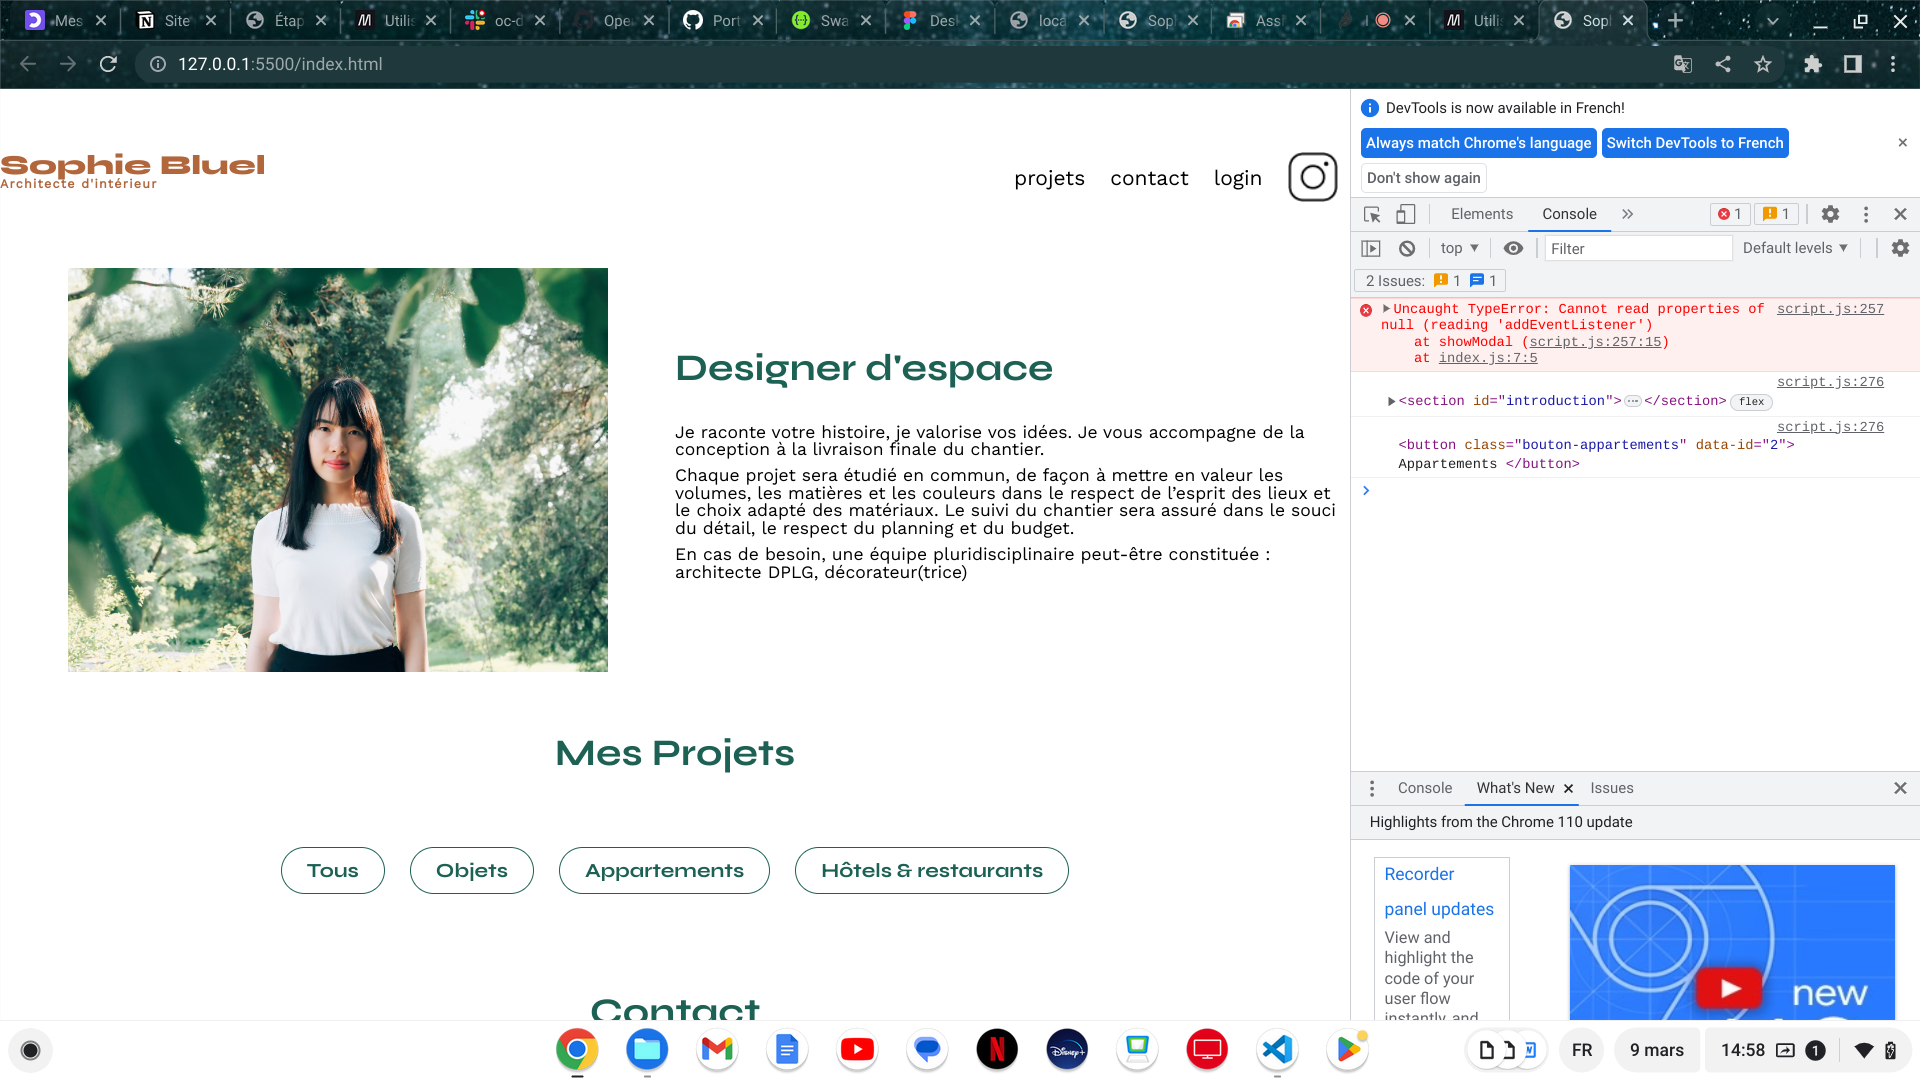 Mes
Site
Étap
Utilis
oc-d
Ope
Port
Swa
Des
loca
Sop
Assi
Utilis
Sop
127.0.0.1:5500/index.html
Sophie Bluel
Architecte d'intérieur
projets contact login
Designer d'espace
Je raconte votre histoire, je valorise vos idées. Je vous accompagne de la
conception à la livraison finale du chantier.
Chaque projet sera étudié en commun, de façon à mettre en valeur les
volumes, les matières et les couleurs dans le respect de l’esprit des lieux et
le choix adapté des matériaux. Le suivi du chantier sera assuré dans le souci
du détail, le respect du planning et du budget.
En cas de besoin, une équipe pluridisciplinaire peut-être constituée :
architecte DPLG, décorateur(trice)
Mes Projets
Tous Objets Appartements Hôtels & restaurants
Contact
DevTools is now available in French!
Always match Chrome's language Switch DevTools to French
Don't show again
Elements Console 1 1
top Filter Default levels
2 Issues: 1 1
Uncaught TypeError: Cannot read properties of script.js:257
null (reading 'addEventListener')
at showModal (script.js:257:15)
at index.js:7:5
script.js:276
<section id="introduction">…</section> flex
script.js:276
<button class="bouton-appartements" data-id="2">
Appartements </button>
Console What's New Issues
Highlights from the Chrome 110 update
Recorder
panel updates
View and
highlight the
code of your
user flow
instantly, and
new
FR 9 mars 14:58 1